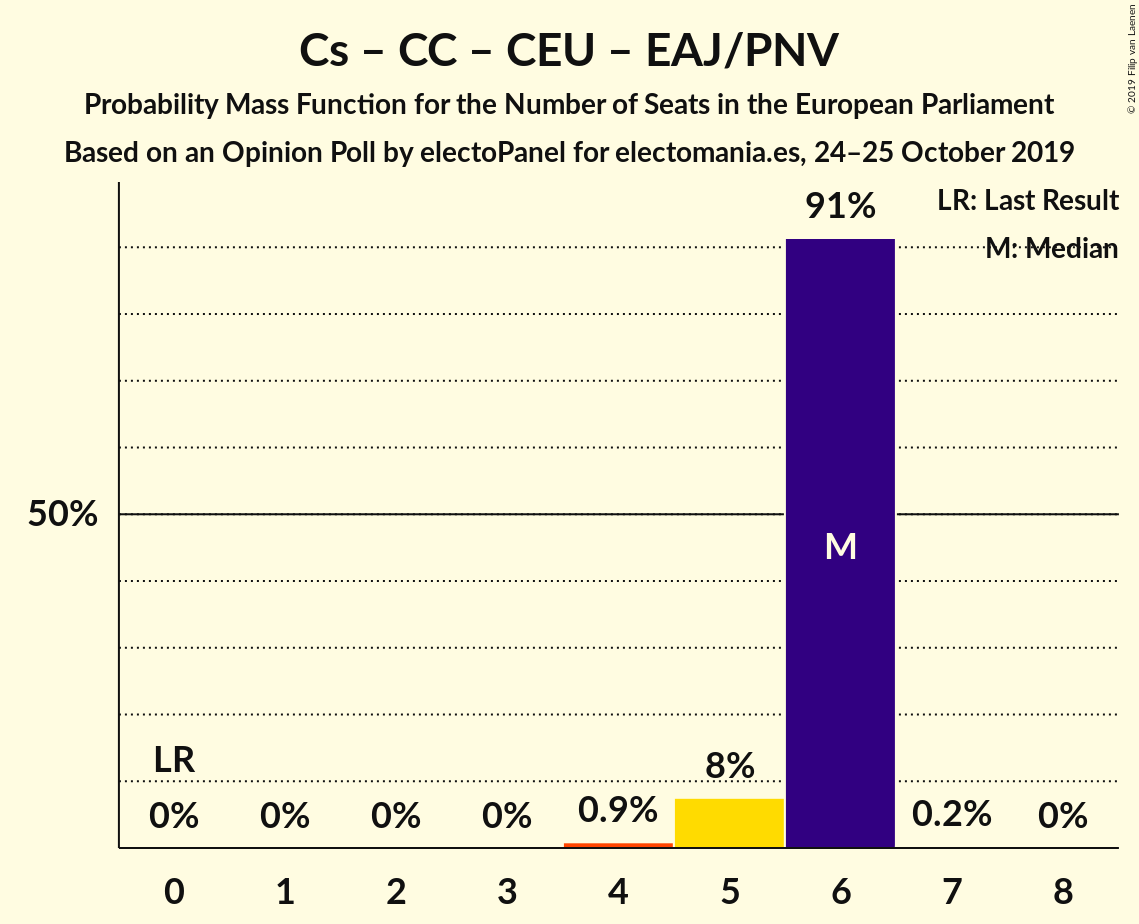 Cs – CC – CEU – EAJ/PNV
Probability Mass Function for the Number of Seats in the European Parliament
Based on an Opinion Poll by electoPanel for electomania.es, 24–25 October 2019
© 2019 Filip van Laenen
LR: Last Result
M: Median
91%
50%
M
LR
0%
0%
0%
0%
0.9%
8%
0.2%
0%
0 1 2 3 4 5 6 7 8